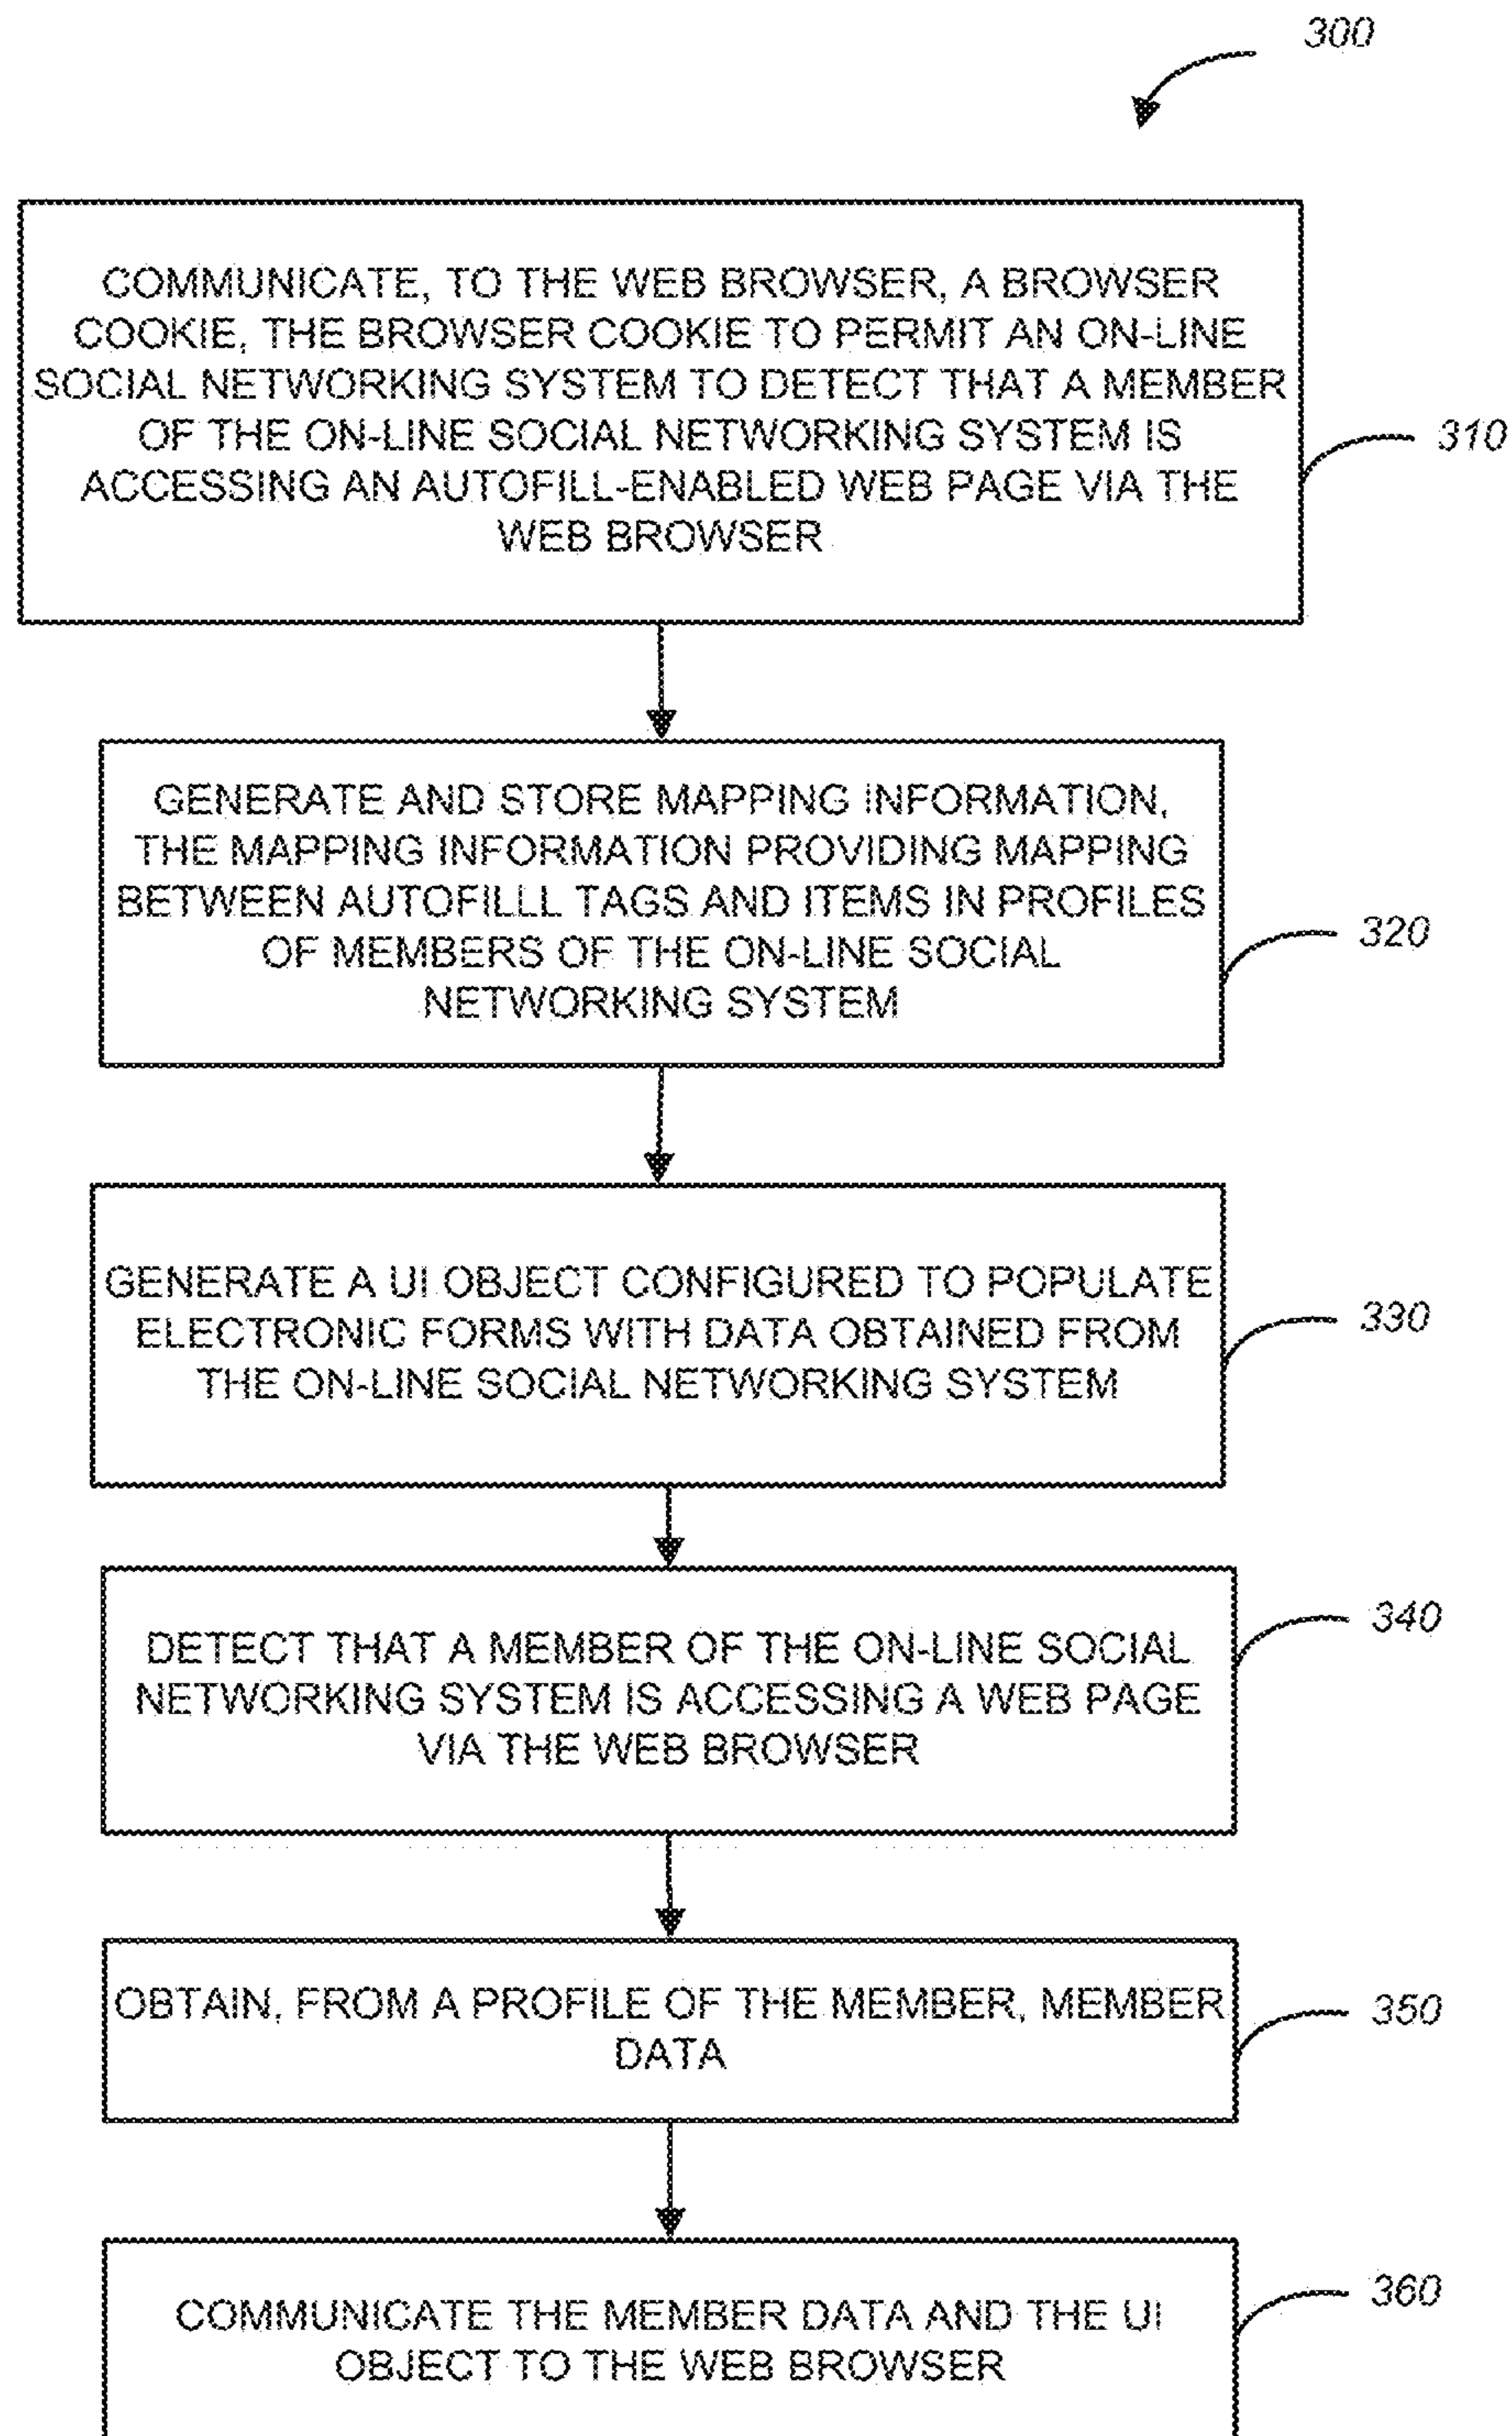 300
COMMUNICATE, TO THE WEB BROWSER, A BROWSER
COOKIE, THE BROWSER COOKIE TO PERMIT AN ON-LINE
SOCIAL NETWORKING SYSTEM TO DETECT THAT A MEMBER
OF THE ON-LINE SOCIAL NETWORKING SYSTEM IS
ACCESSING AN AUTOFILL-ENABLED WEB PAGE VIA THE
WEB BROWSER
310
GENERATE AND STORE MAPPING INFORMATION,
THE MAPPING INFORMATION PROVIDING MAPPING
BETWEEN AUTOFILLL TAGS AND ITEMS IN PROFILES
OF MEMBERS OF THE ON-LINE SOCIAL
NETWORKING SYSTEM
320
GENERATE A UI OBJECT CONFIGURED TO POPULATE
ELECTRONIC FORMS WITH DATA OBTAINED FROM
THE ON-LINE SOCIAL NETWORKING SYSTEM
330
DETECT THAT A MEMBER OF THE ON-LINE SOCIAL
NETWORKING SYSTEM IS ACCESSING A WEB PAGE
VIA THE WEB BROWSER
340
OBTAIN, FROM A PROFILE OF THE MEMBER, MEMBER
DATA
350
COMMUNICATE THE MEMBER DATA AND THE UI
OBJECT TO THE WEB BROWSER
360